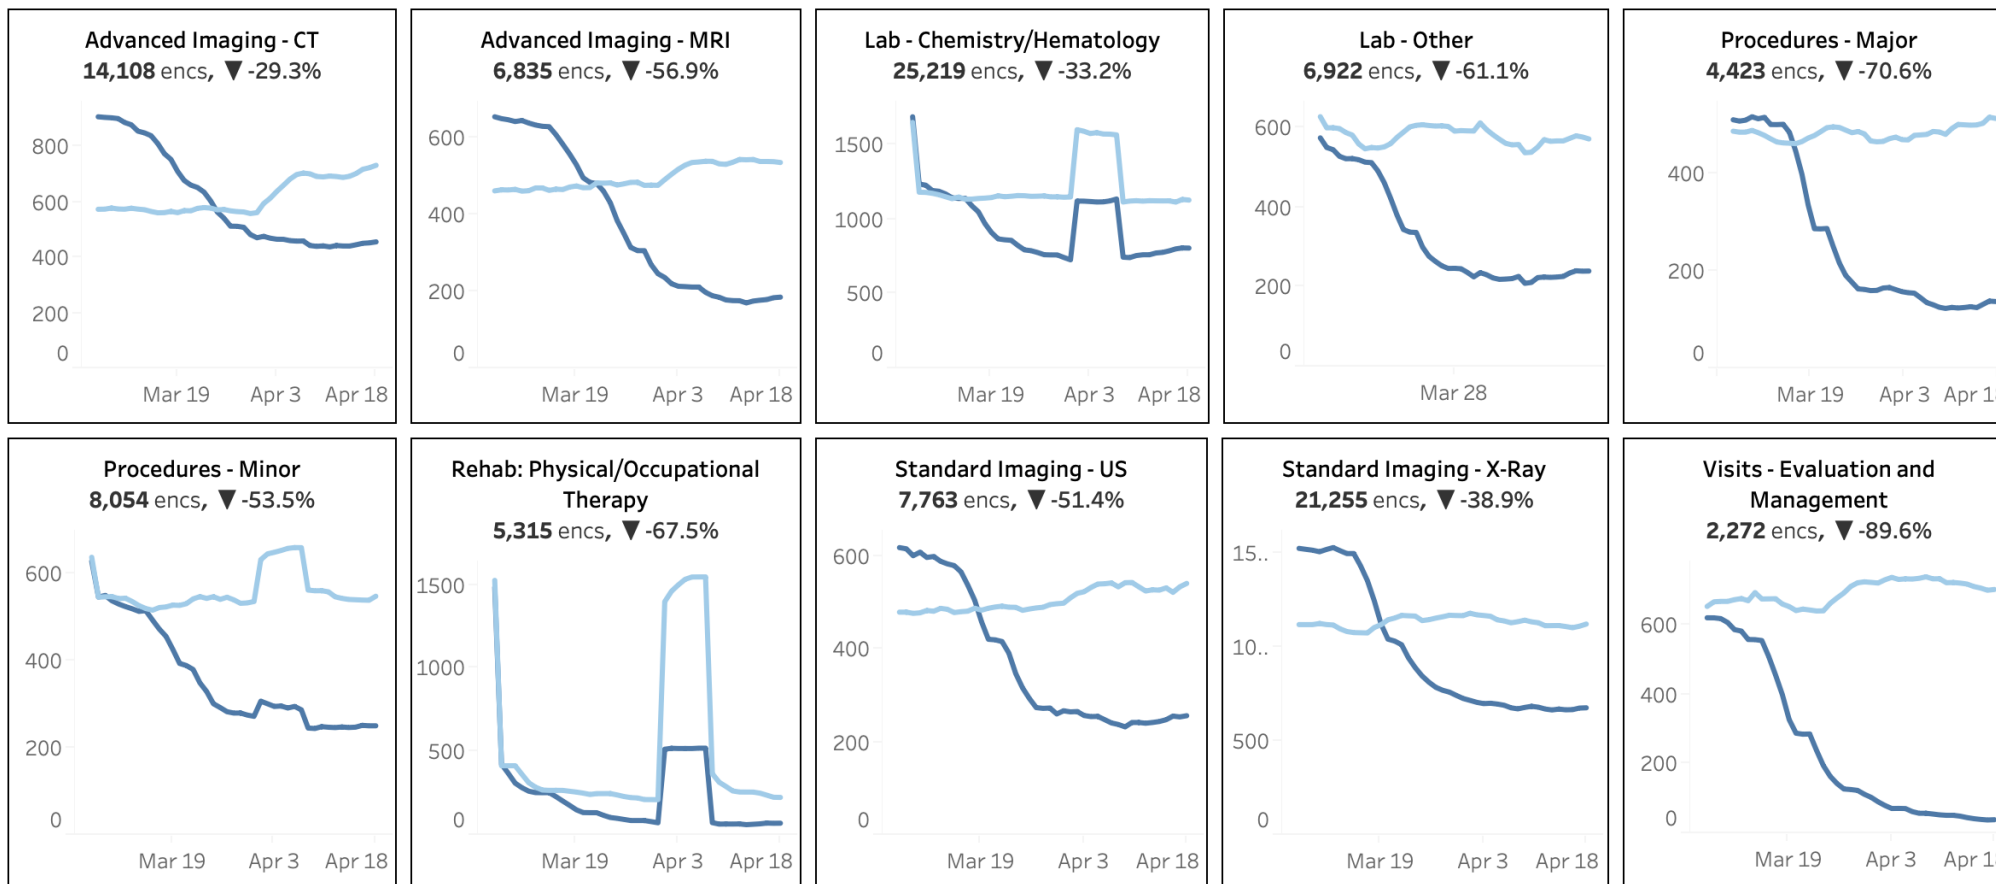 Advanced Imaging - CT
14,108 encs, ▼ -29.3%
800
600
400
200
0
Mar 19 Apr 3 Apr 18
Advanced Imaging - MRI
6,835 encs, ▼ -56.9%
600
400
200
0
Mar 19 Apr 3 Apr 18
Lab - Chemistry/Hematology
25,219 encs, ▼ -33.2%
1500
1000
500
0
Mar 19 Apr 3 Apr 18
Lab - Other
6,922 encs, ▼ -61.1%
600
400
200
0
Mar 28
Procedures - Major
4,423 encs, ▼ -70.6%
400
200
0
Mar 19 Apr 3 Apr 1
Procedures - Minor
8,054 encs, ▼ -53.5%
600
400
200
0
Mar 19 Apr 3 Apr 18
Rehab: Physical/Occupational
Therapy
5,315 encs, ▼ -67.5%
1500
1000
500
0
Mar 19 Apr 3 Apr 18
Standard Imaging - US
7,763 encs, ▼ -51.4%
600
400
200
0
Mar 19 Apr 3 Apr 18
Standard Imaging - X-Ray
21,255 encs, ▼ -38.9%
15..
10..
500
0
Mar 19 Apr 3 Apr 18
Visits - Evaluation and
Management
2,272 encs, ▼ -89.6%
600
400
200
0
Mar 19 Apr 3 Apr 1